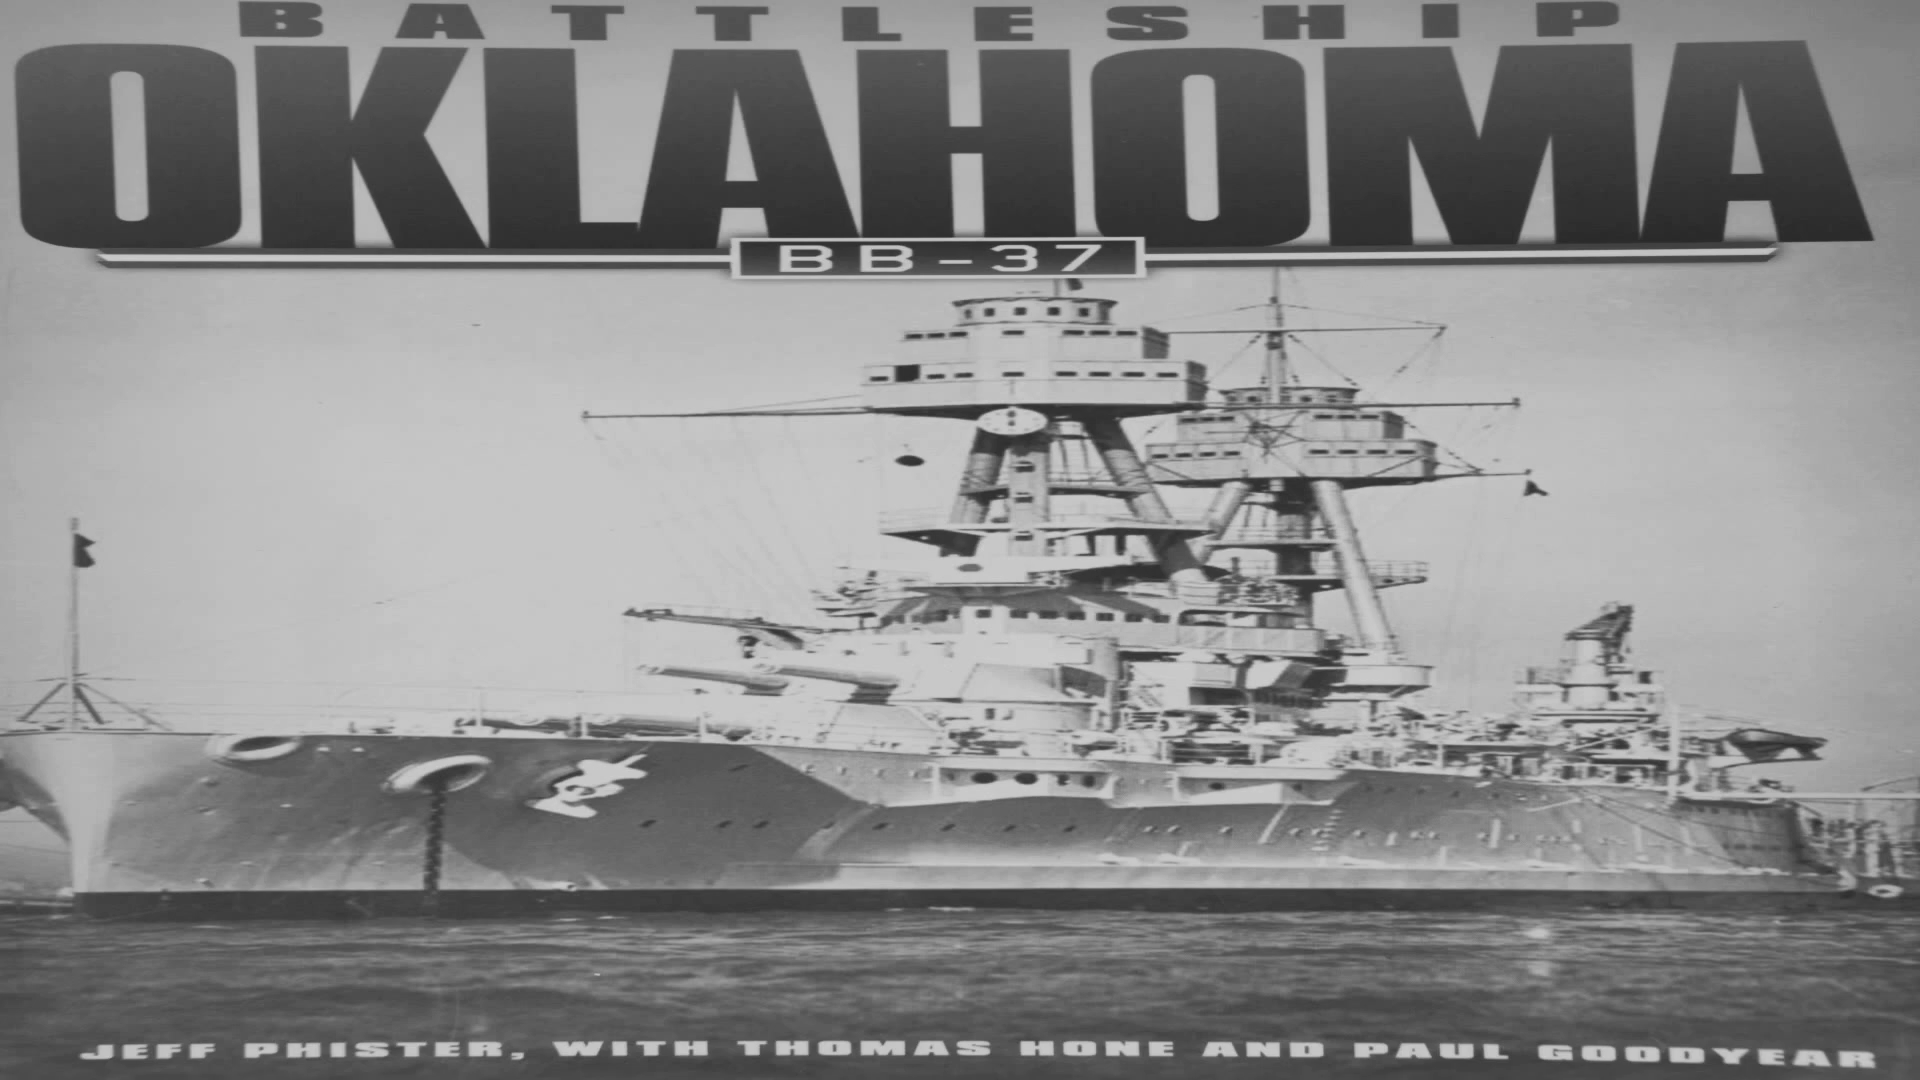 BATTLESHIP
OKLAHOMA
BB-37
JEFF PHISTER, WITH THOMAS HONE AND PAUL GOODYEAR